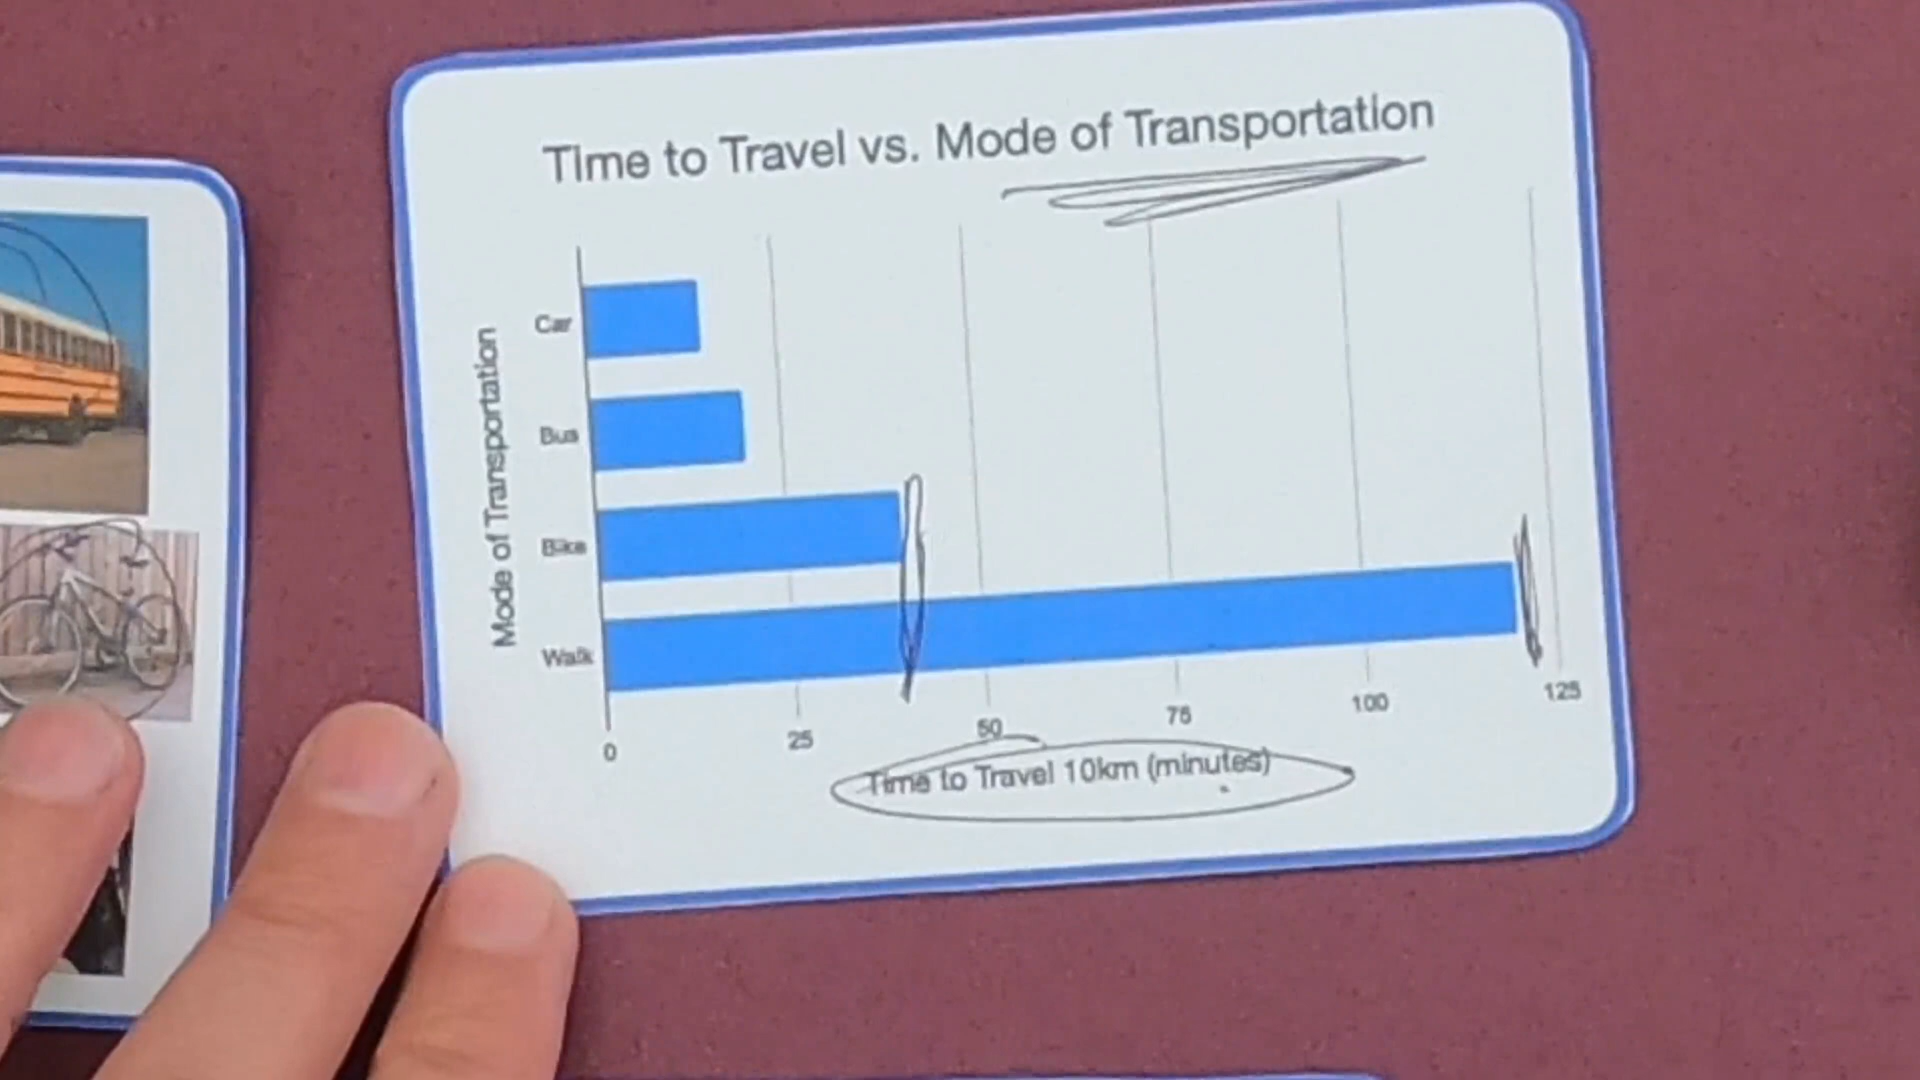 Time to Travel vs. Mode of Transportation
Mode of Transportation
Car
Bus
Bike
Walk
0 25 50 75 100 125
Time to Travel 10km (minutes)